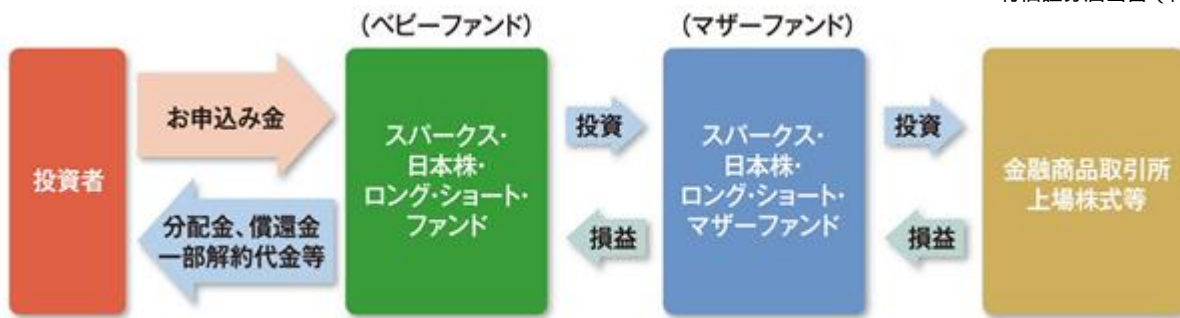 (ベビーファンド)
(マザーファンド)
投資者
お申込み金
分配金、償還金
一部解約代金等
スパークス・
日本株・
ロング・ショート・
ファンド
投資
損益
スパークス・
日本株・
ロング・ショート・
マザーファンド
投資
損益
金融商品取引所
上場株式等